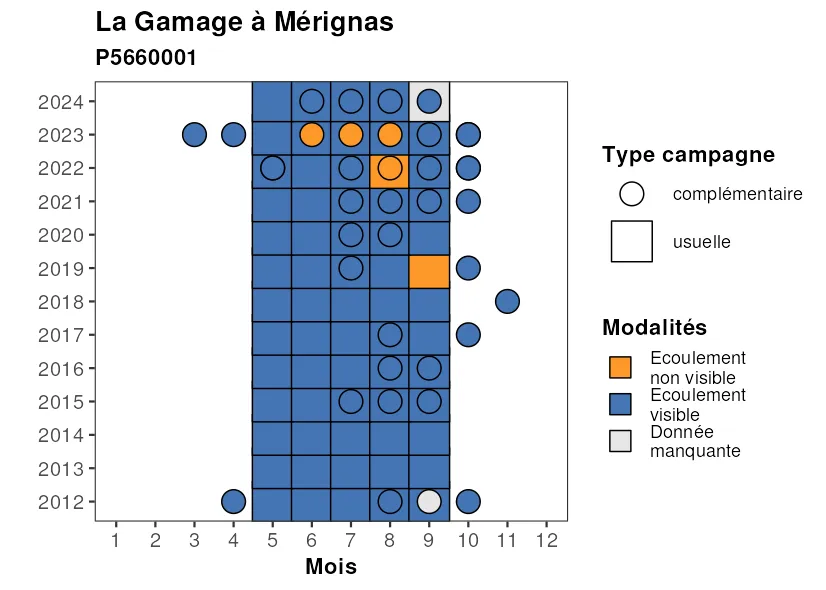 La Gamage à Mérignas
P5660001
2024
2023
2022
2021
2020
2019
2018
2017
2016
2015
2014
2013
2012
1 2 3 4 5 6 7 8 9 10 11 12
Mois
Type campagne
complémentaire
usuelle
Modalités
Ecoulement
non visible
Ecoulement
visible
Donnée
manquante